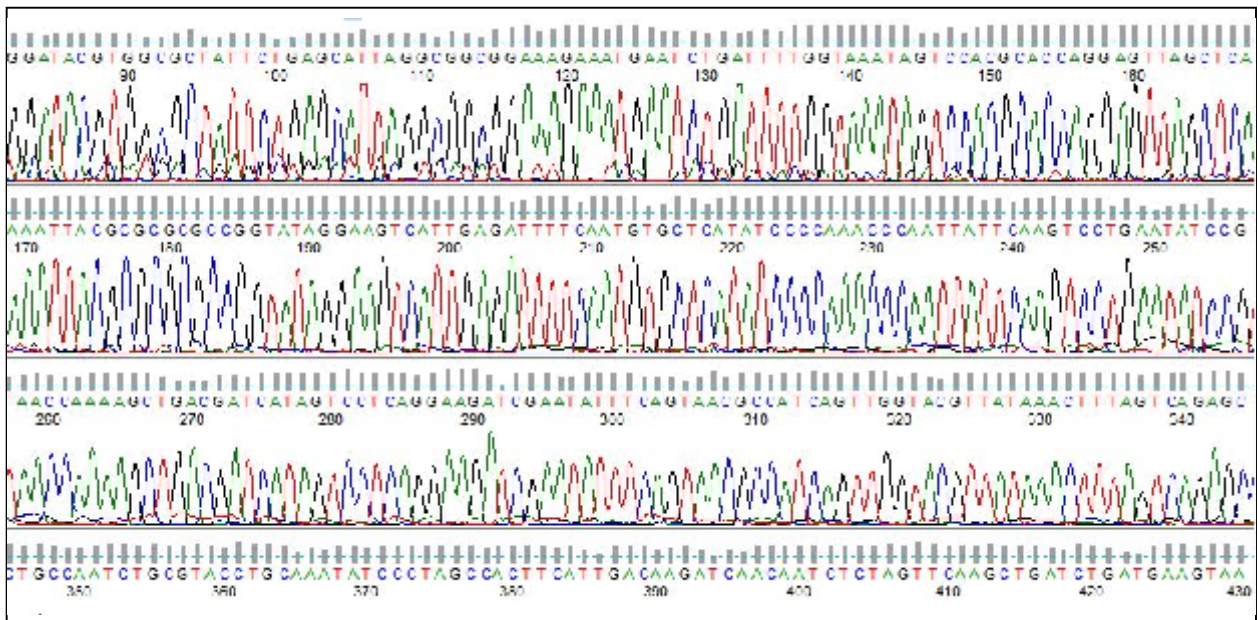 GGATACGTGGCGCTATTCTGAGCATTAGGCGGCGGAAAGAAATGAATCTGATTTTGGTAAATAGTCCACGCACCAGGAGTTAGCTCA
90 100 110 120 130 140 150 160
AAATTACGCGCGCGCCGGTATAGGAAGTCATTGAGATTTTCAATGTGCTCATATCCCCAAACCCAATTATTCAAGTCCTGAATATCCG
170 180 190 200 210 220 230 240 250
AACCAAAAGCTGACGATCATAGTCCTCAGGAAGATCGAATATTTCAGTAACGCCATCAGTTGGTACGTTATAAACTTTAGTCAGAGC
260 270 280 290 300 310 320 330 340
CTGCCAATCTGCGTACCTGCAAATATCCCTAGCCACTTCATTGACAAGATCAACAATCTCTAGTTCAAGCTGATCTGATGAAGTAA
350 360 370 380 390 400 410 420 430